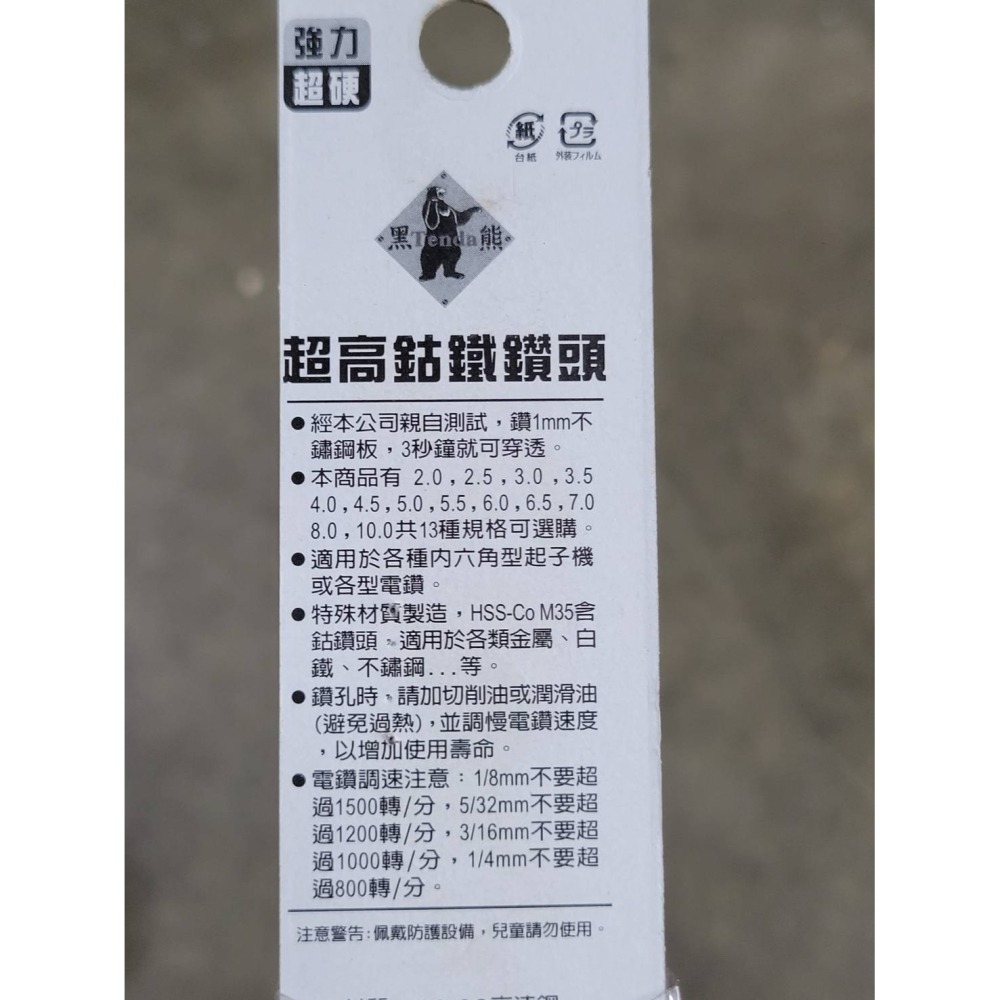 強力
超硬
紙
プラ
台紙
外装フィルム
黑Tenda熊
超高鈷鐵鑽頭
●經本公司親自測試，鑽1mm不
鏽鋼板，3秒鐘就可穿透。
●本商品有 2.0，2.5，3.0，3.5
4.0，4.5，5.0，5.5，6.0，6.5，7.0
8.0，10.0共13種規格可選購。
●適用於各種內六角型起子機
或各型電鑽。
●特殊材質製造，HSS-Co M35含
鈷鑽頭。適用於各類金屬、白
鐵、不鏽鋼...等。
●鑽孔時，請加切削油或潤滑油
(避免過熱)，並調慢電鑽速度
，以增加使用壽命。
●電鑽調速注意：1/8mm不要超
過1500轉/分，5/32mm不要超
過1200轉/分，3/16mm不要超
過1000轉/分，1/4mm不要超
過800轉/分。
注意警告:佩戴防護設備，兒童請勿使用。